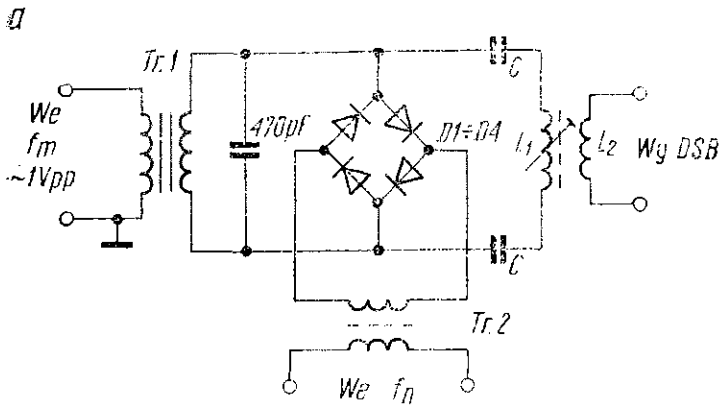 a
Tr.1
We
fm
~1Vpp
470pf
D1÷D4
C
L1
L2
Wy DSB
C
Tr.2
We fn